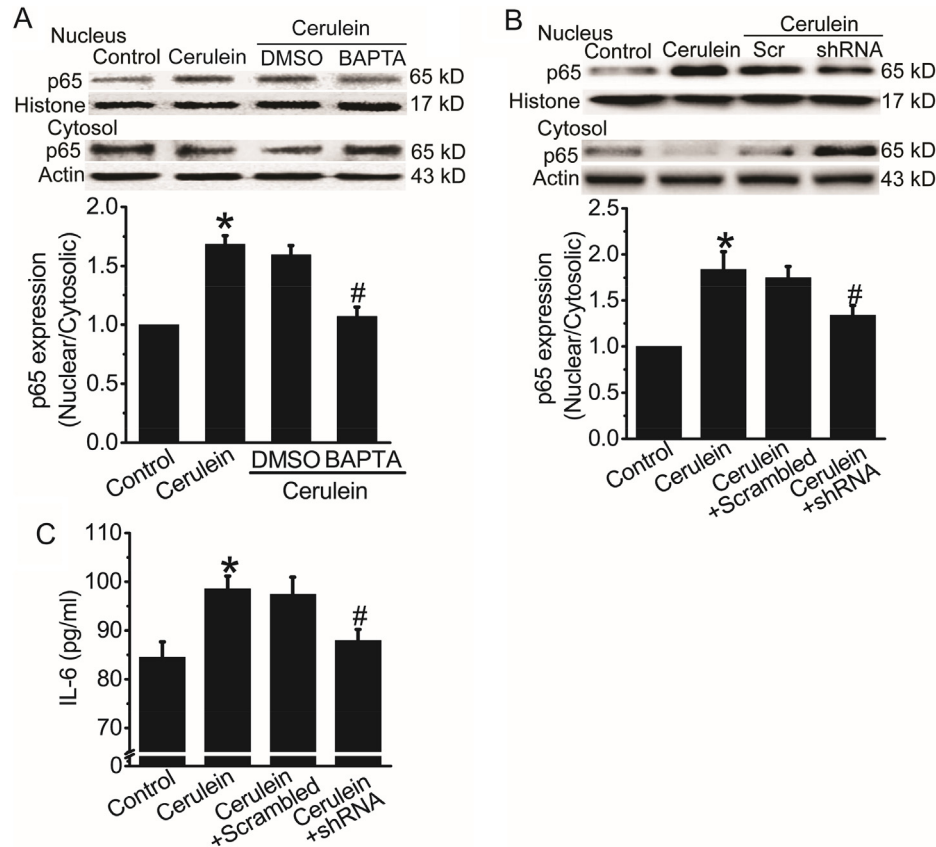 A
Nucleus
Cerulein
Control Cerulein DMSO BAPTA
p65 65 kD
Histone 17 kD
Cytosol
p65 65 kD
Actin 43 kD
p65 expression
(Nuclear/Cytosolic)
2.0
1.5
1.0
0.5
0.0
*
#
Control
Cerulein
DMSO BAPTA
Cerulein
B
Nucleus
Cerulein
Control Cerulein Scr shRNA
p65 65 kD
Histone 17 kD
Cytosol
p65 65 kD
Actin 43 kD
p65 expression
(Nuclear/Cytosolic)
2.5
2.0
1.5
1.0
0.5
0.0
*
#
Control
Cerulein
Cerulein
+Scrambled
Cerulein
+shRNA
C
IL-6 (pg/ml)
110
100
90
80
70
0
*
#
Control
Cerulein
Cerulein
+Scrambled
Cerulein
+shRNA